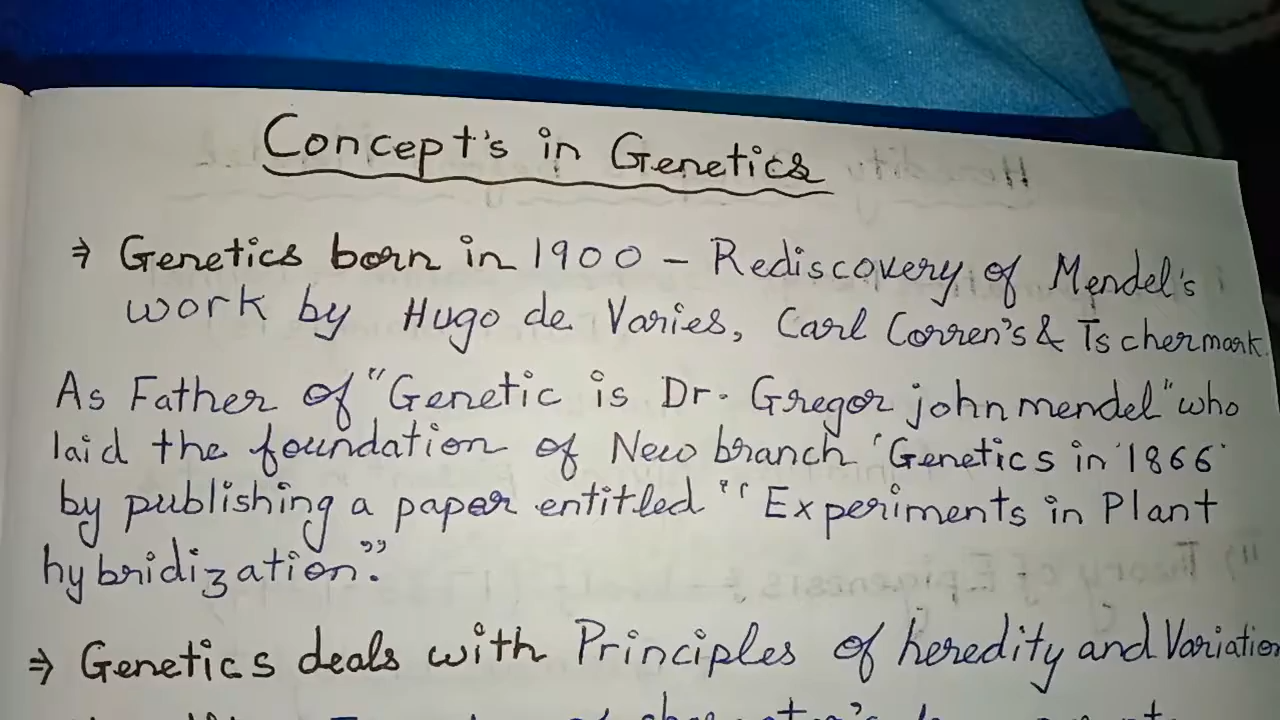 Concept's in Genetics
⇒ Genetics born in 1900 – Rediscovery of Mendel's
work by Hugo de Varies, Carl Corren's & Tschermark.
As Father of "Genetic is Dr. Gregor john mendel" who
laid the foundation of New branch 'Genetics in '1866'
by publishing a paper entitled "Experiments in Plant
hybridization."
⇒ Genetics deals with Principles of heredity and Variation